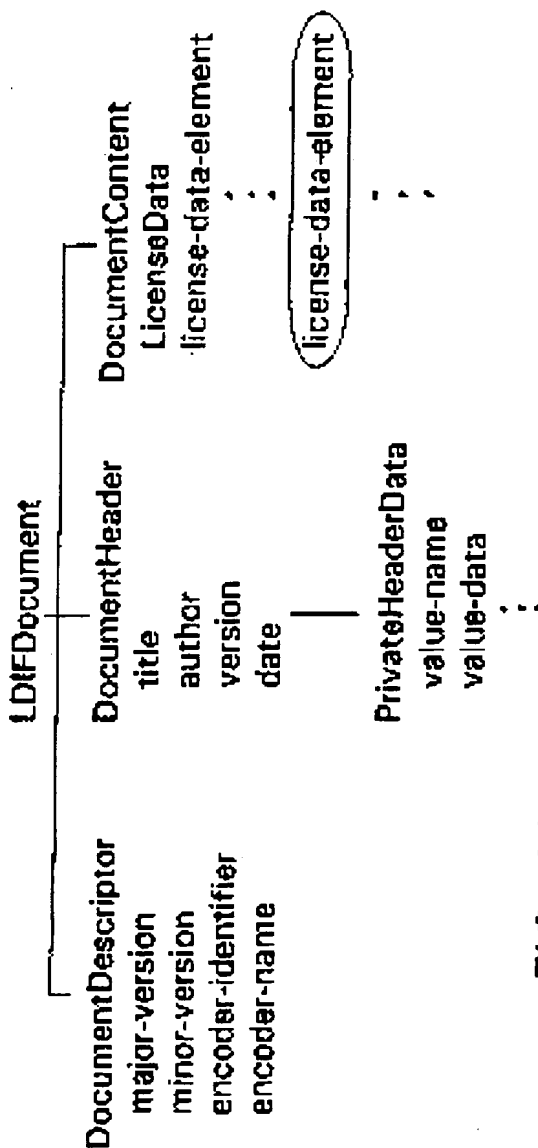 LDIFDocument
DocumentDescriptor
major-version
minor-version
encoder-identifier
encoder-name
DocumentHeader
title
author
version
date
PrivateHeaderData
value-name
value-data
DocumentContent
LicenseData
license-data-element
license-data-element